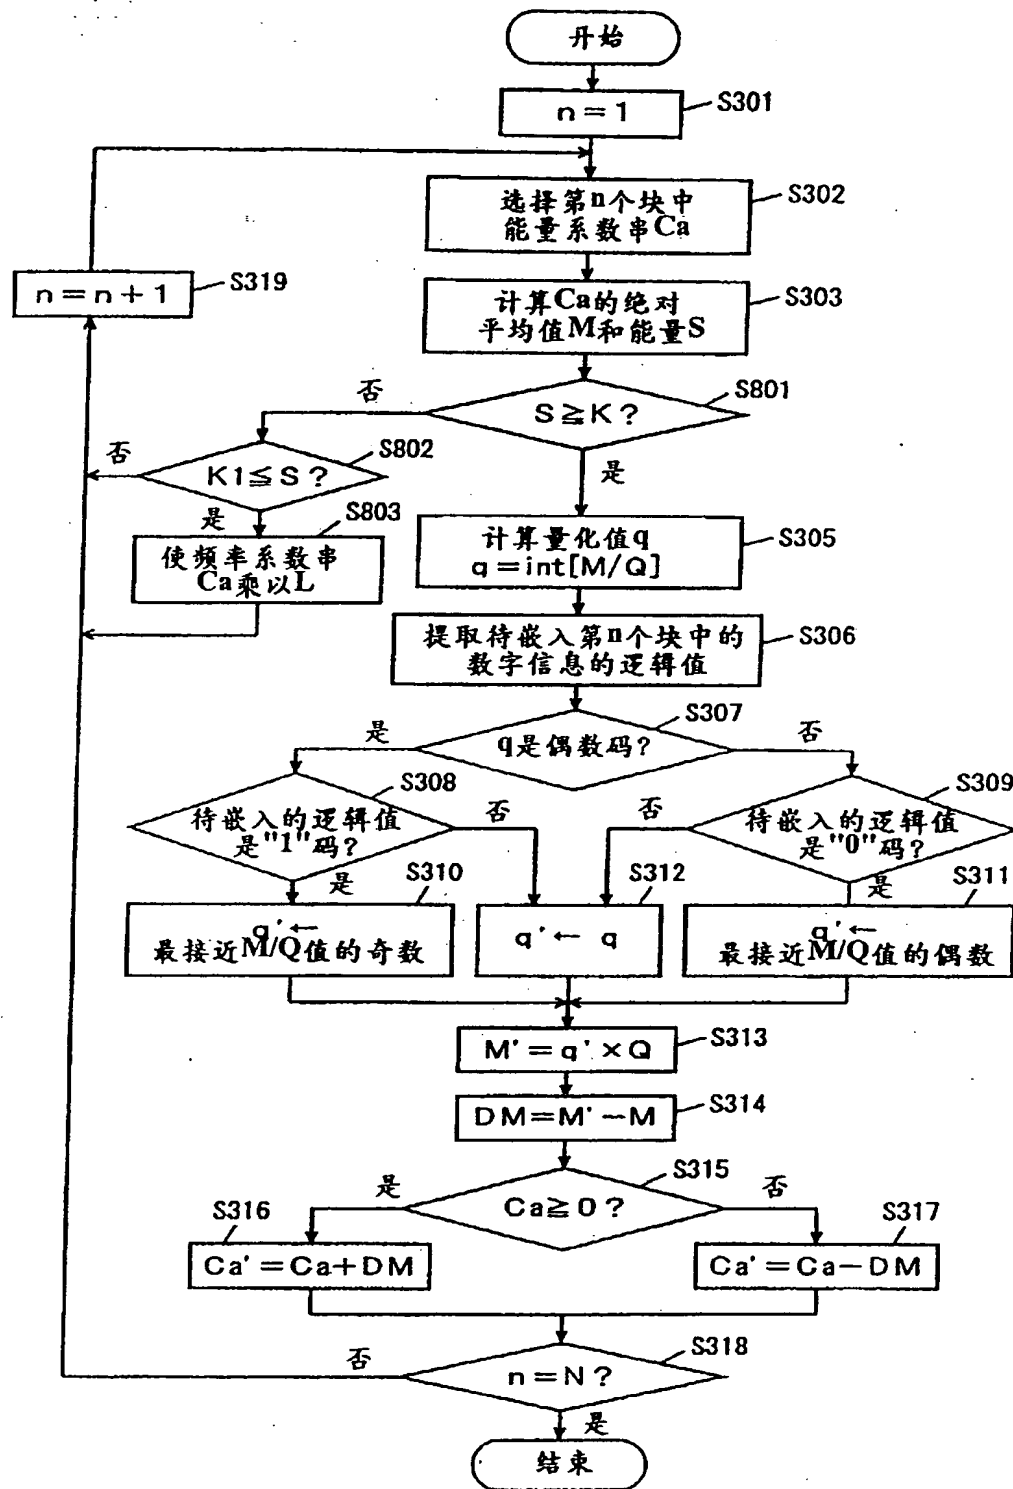 开始
n=1
S301
选择第n个块中
能量系数串Ca
S302
n=n+1
S319
计算Ca的绝对
平均值M和能量S
S303
否
S≧K?
S801
否
K1≦S?
S802
是
是
S803
使频率系数串
Ca乘以L
计算量化值q
q=int[M/Q]
S305
提取待嵌入第n个块中的
数字信息的逻辑值
S306
是
q是偶数码?
S307
否
S308
待嵌入的逻辑值
是"1"码?
否
否
S309
待嵌入的逻辑值
是"0"码?
是
S310
S312
是
S311
q'←
最接近M/Q值的奇数
q'←q
q'←
最接近M/Q值的偶数
M'=q'×Q
S313
DM=M'−M
S314
是
Ca≧0?
S315
否
S316
Ca'=Ca+DM
S317
Ca'=Ca−DM
否
n=N?
S318
是
结束